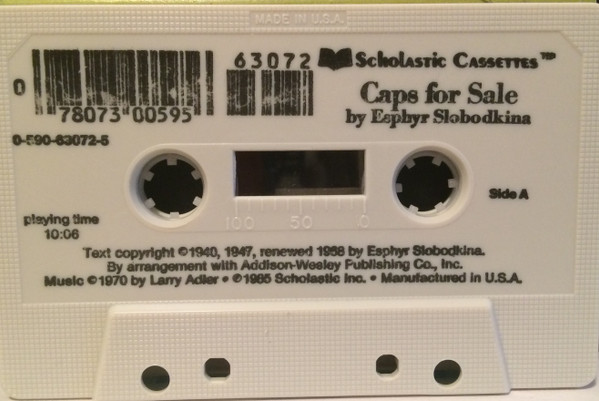 MADE IN U.S.A.
63072
SCHOLASTIC CASSETTES™
0
78073 00595
Caps for Sale
by Esphyr Slobodkina
0-590-63072-5
Side A
100 50 0
playing time
10:06
Text copyright ©1940, 1947, renewed 1968 by Esphyr Slobodkina.
By arrangement with Addison-Wesley Publishing Co., Inc.
Music ©1970 by Larry Adler • ℗1985 Scholastic Inc. • Manufactured in U.S.A.